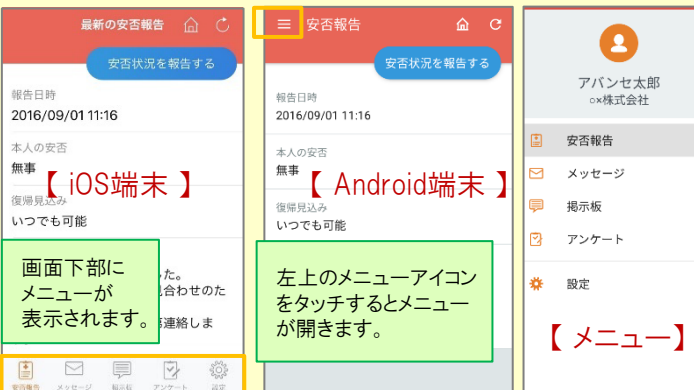 最新の安否報告
安否状況を報告する
報告日時
2016/09/01 11:16
本人の安否
無事
【 iOS端末 】
復帰見込み
いつでも可能
画面下部に
メニューが
表示されます。
た。
合わせのた
連絡しま
安否報告
メッセージ
掲示板
アンケート
設定
安否報告
安否状況を報告する
報告日時
2016/09/01 11:16
本人の安否
無事
【 Android端末 】
復帰見込み
いつでも可能
左上のメニューアイコン
をタッチするとメニュー
が開きます。
アバンセ太郎
○×株式会社
安否報告
メッセージ
掲示板
アンケート
設定
【 メニュー】